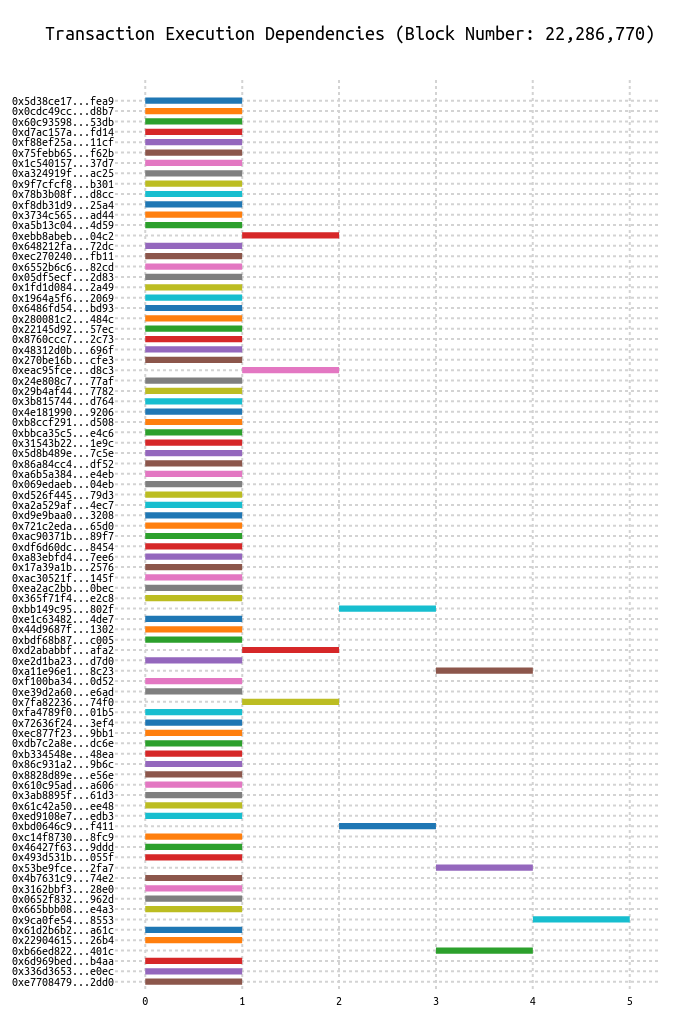 Transaction Execution Dependencies (Block Number: 22,286,770)
0x5d38ce17...fea9
0x0cdc49cc...d8b7
0x60c93598...53db
0xd7ac157a...fd14
0xf88ef25a...11cf
0x75febb65...f62b
0x1c540157...37d7
0xa324919f...ac25
0x9f7cfcf8...b301
0x78b3b08f...d8cc
0xf8db31d9...25a4
0x3734c565...ad44
0xa5b13c04...4d59
0xebb8abeb...04c2
0x648212fa...72dc
0xec270240...fb11
0x6552b6c6...82cd
0x05df5ecf...2d83
0x1fd1d084...2a49
0x1964a5f6...2069
0x6486fd54...bd93
0x280081c2...484c
0x22145d92...57ec
0x8760ccc7...2c73
0x48312d0b...696f
0x270be16b...cfe3
0xeac95fce...d8c3
0x24e808c7...77af
0x29b4af44...7782
0x3b815744...d764
0x4e181990...9206
0xb8ccf291...d508
0xbbca35c5...e4c6
0x31543b22...1e9c
0x5d8b489e...7c5e
0x86a84cc4...df52
0xa6b5a384...e4eb
0x069edaeb...04eb
0xd526f445...79d3
0xa2a529af...4ec7
0xd9e9baa0...3208
0x721c2eda...65d0
0xac90371b...89f7
0xdf6d60dc...8454
0xa83ebfd4...7ee6
0x17a39a1b...2576
0xac30521f...145f
0xea2ac2bb...0bec
0x365f71f4...e2c8
0xbb149c95...802f
0xe1c63482...4de7
0x44d9687f...1302
0xbdf68b87...c005
0xd2ababbf...afa2
0xe2d1ba23...d7d0
0xa11e96e1...8c23
0xf100ba34...0d52
0xe39d2a60...e6ad
0x7fa82236...74f0
0xfa4789f0...01b5
0x72636f24...3ef4
0xec877f23...9bb1
0xdb7c2a8e...dc6e
0xb334548e...48ea
0x86c931a2...9b6c
0x8828d89e...e56e
0x610c95ad...a606
0x3ab8895f...61d3
0x61c42a50...ee48
0xed9108e7...edb3
0xbd0646c9...f411
0xc14f8730...8fc9
0x46427f63...9ddd
0x493d531b...055f
0x53be9fce...2fa7
0x4b7631c9...74e2
0x3162bbf3...28e0
0x0652f832...962d
0x665bbb08...e4a3
0x9ca0fe54...8553
0x61d2b6b2...a61c
0x22904615...26b4
0xb66ed822...401c
0x6d969bed...b4aa
0x336d3653...e0ec
0xe7708479...2dd0
0 1 2 3 4 5